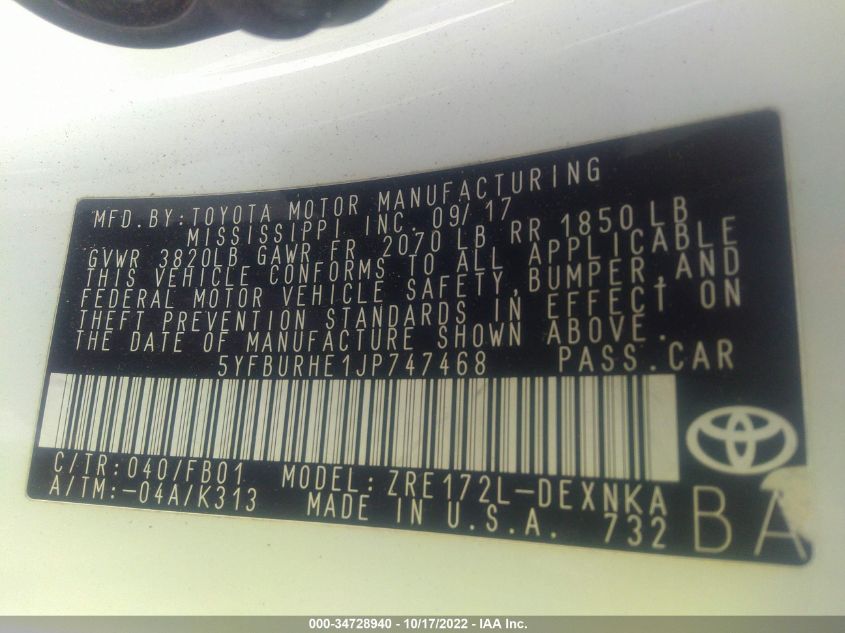 MFD.BY:TOYOTA MOTOR MANUFACTURING
MISSISSIPPI INC. 09/17
GVWR 3820LB GAWR FR 2070 LB RR 1850 LB
THIS VEHICLE CONFORMS TO ALL APPLICABLE
FEDERAL MOTOR VEHICLE SAFETY,BUMPER,AND
THEFT PREVENTION STANDARDS IN EFFECT ON
THE DATE OF MANUFACTURE SHOWN ABOVE.
5YFBURHE1JP747468 PASS.CAR
C/TR:040/FB01 MODEL:ZRE172L-DEXNKA
A/TM:-04A/K313 MADE IN U.S.A. 732
BA
000-34728940 - 10/17/2022 - IAA Inc.